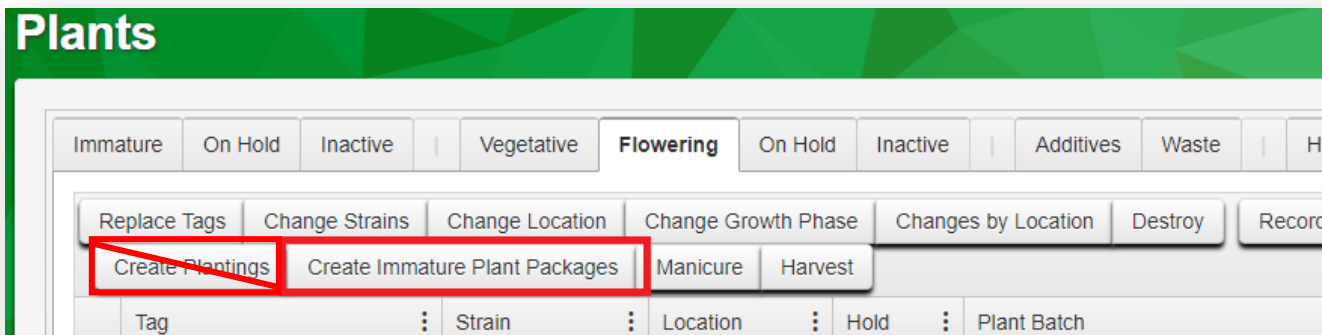 Plants
Immature On Hold Inactive | Vegetative Flowering On Hold Inactive | Additives Waste | H
Replace Tags Change Strains Change Location Change Growth Phase Changes by Location Destroy Record
Create Plantings Create Immature Plant Packages Manicure Harvest
Tag Strain Location Hold Plant Batch